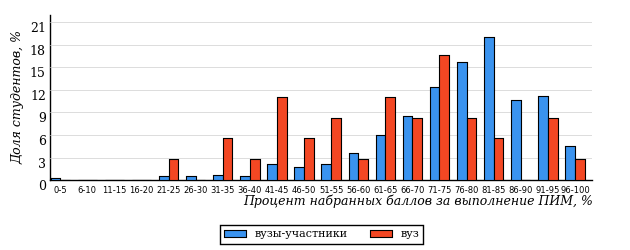 Доля студентов, %
21
18
15
12
9
6
3
0
0-5 6-10 11-15 16-20 21-25 26-30 31-35 36-40 41-45 46-50 51-55 56-60 61-65 66-70 71-75 76-80 81-85 86-90 91-95 96-100
Процент набранных баллов за выполнение ПИМ, %
вузы-участники вуз